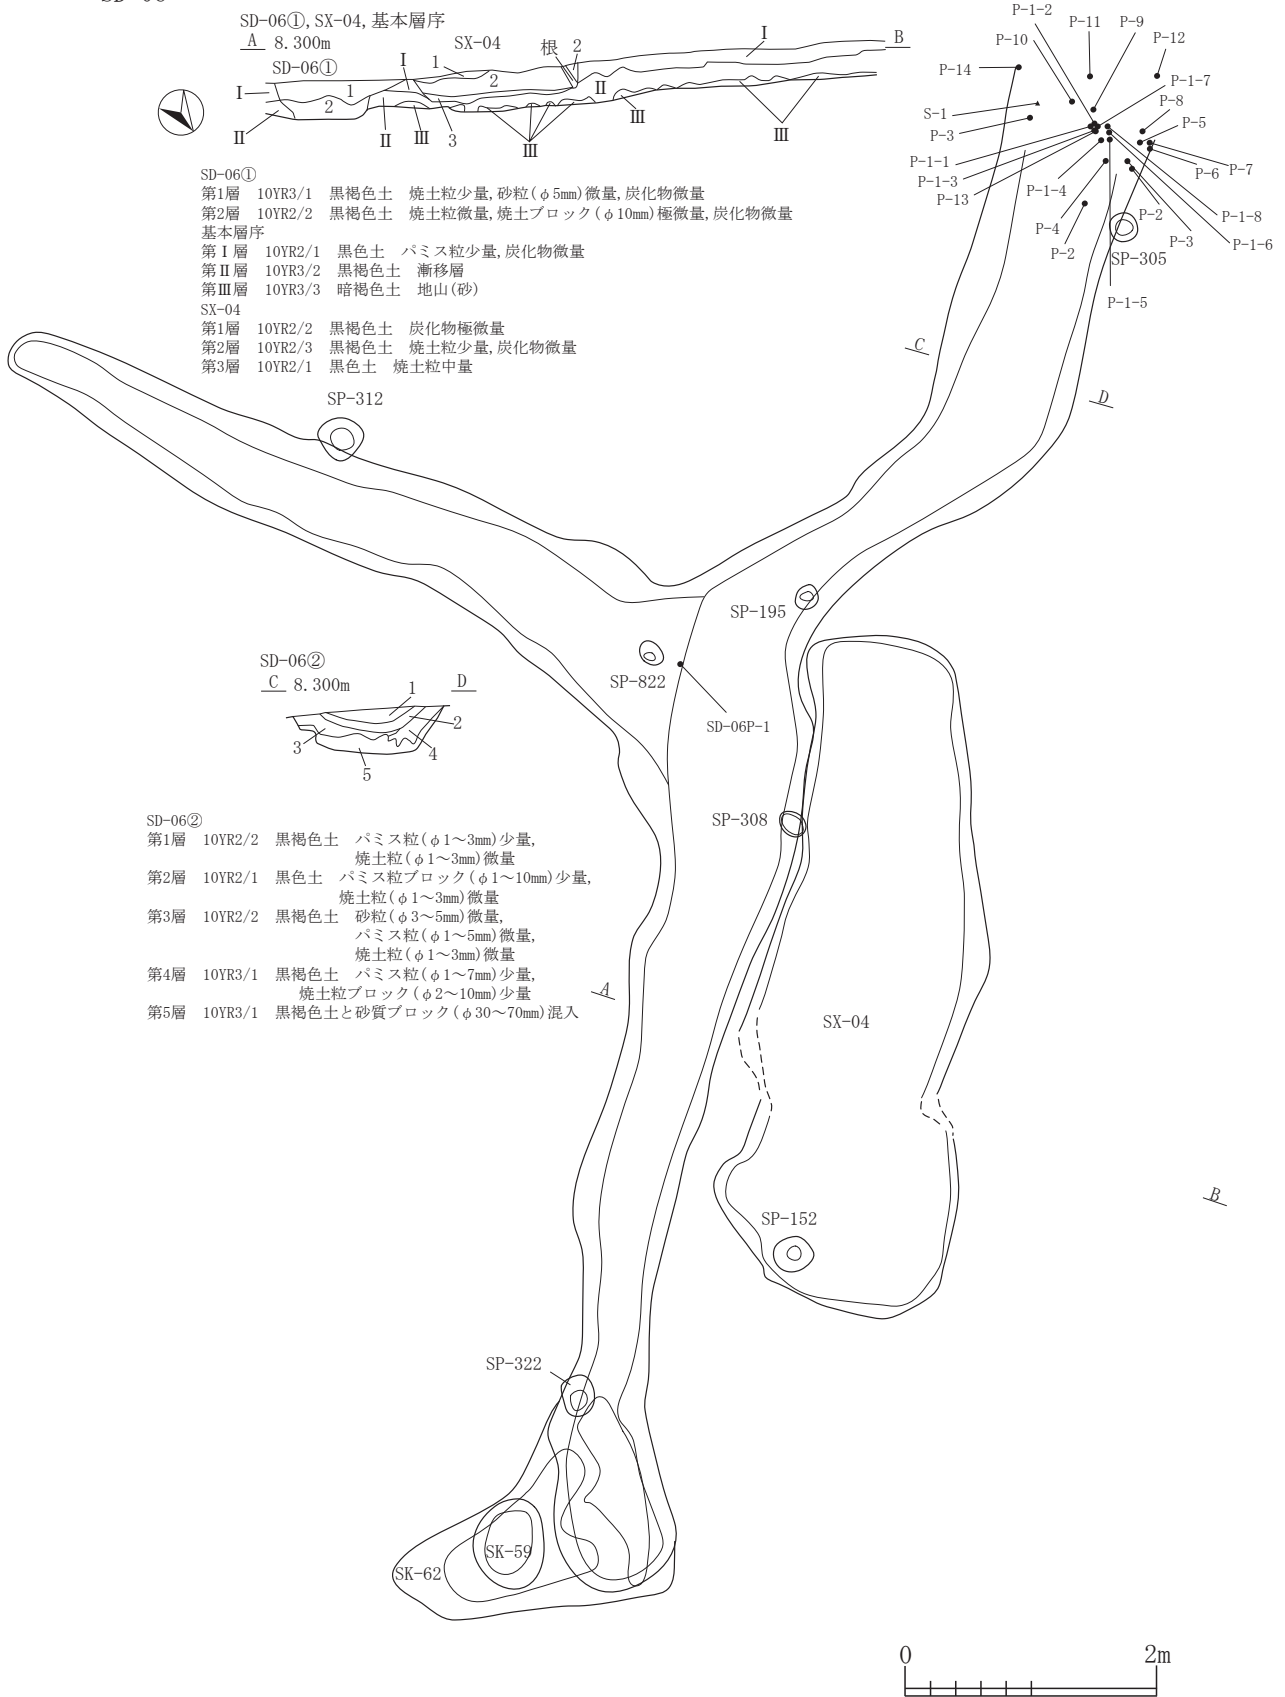 SD-06①, SX-04, 基本層序
A 8.300m
SX-04
根 2
Ⅰ
B
SD-06①
Ⅰ
1
2
Ⅰ
1
2
Ⅱ
Ⅲ
Ⅱ
Ⅱ
Ⅲ
3
Ⅲ
Ⅲ
SD-06①
第1層 10YR3/1 黒褐色土 焼土粒少量, 砂粒(φ5mm)微量, 炭化物微量
第2層 10YR2/2 黒褐色土 焼土粒微量, 焼土ブロック(φ10mm)極微量, 炭化物微量
基本層序
第Ⅰ層 10YR2/1 黒色土 パミス粒少量, 炭化物微量
第Ⅱ層 10YR3/2 黒褐色土 漸移層
第Ⅲ層 10YR3/3 暗褐色土 地山(砂)
SX-04
第1層 10YR2/2 黒褐色土 炭化物極微量
第2層 10YR2/3 黒褐色土 焼土粒少量, 炭化物微量
第3層 10YR2/1 黒色土 焼土粒中量
P-1-2
P-11
P-9
P-10
P-12
P-14
P-1-7
S-1
P-8
P-3
P-5
P-1-1
P-7
P-1-3
P-6
P-13
P-1-4
P-2
P-1-8
P-4
P-3
P-1-6
P-2
SP-305
P-1-5
C
D
SP-312
SP-195
SP-822
SD-06P-1
SD-06②
C 8.300m
D
1
2
3
4
5
SP-308
SD-06②
第1層 10YR2/2 黒褐色土 パミス粒(φ1〜3mm)少量,
焼土粒(φ1〜3mm)微量
第2層 10YR2/1 黒色土 パミス粒ブロック(φ1〜10mm)少量,
焼土粒(φ1〜3mm)微量
第3層 10YR2/2 黒褐色土 砂粒(φ3〜5mm)微量,
パミス粒(φ1〜5mm)微量,
焼土粒(φ1〜3mm)微量
第4層 10YR3/1 黒褐色土 パミス粒(φ1〜7mm)少量,
焼土粒ブロック(φ2〜10mm)少量
第5層 10YR3/1 黒褐色土と砂質ブロック(φ30〜70mm)混入
A
SX-04
B
SP-152
SP-322
SK-59
SK-62
0
2m